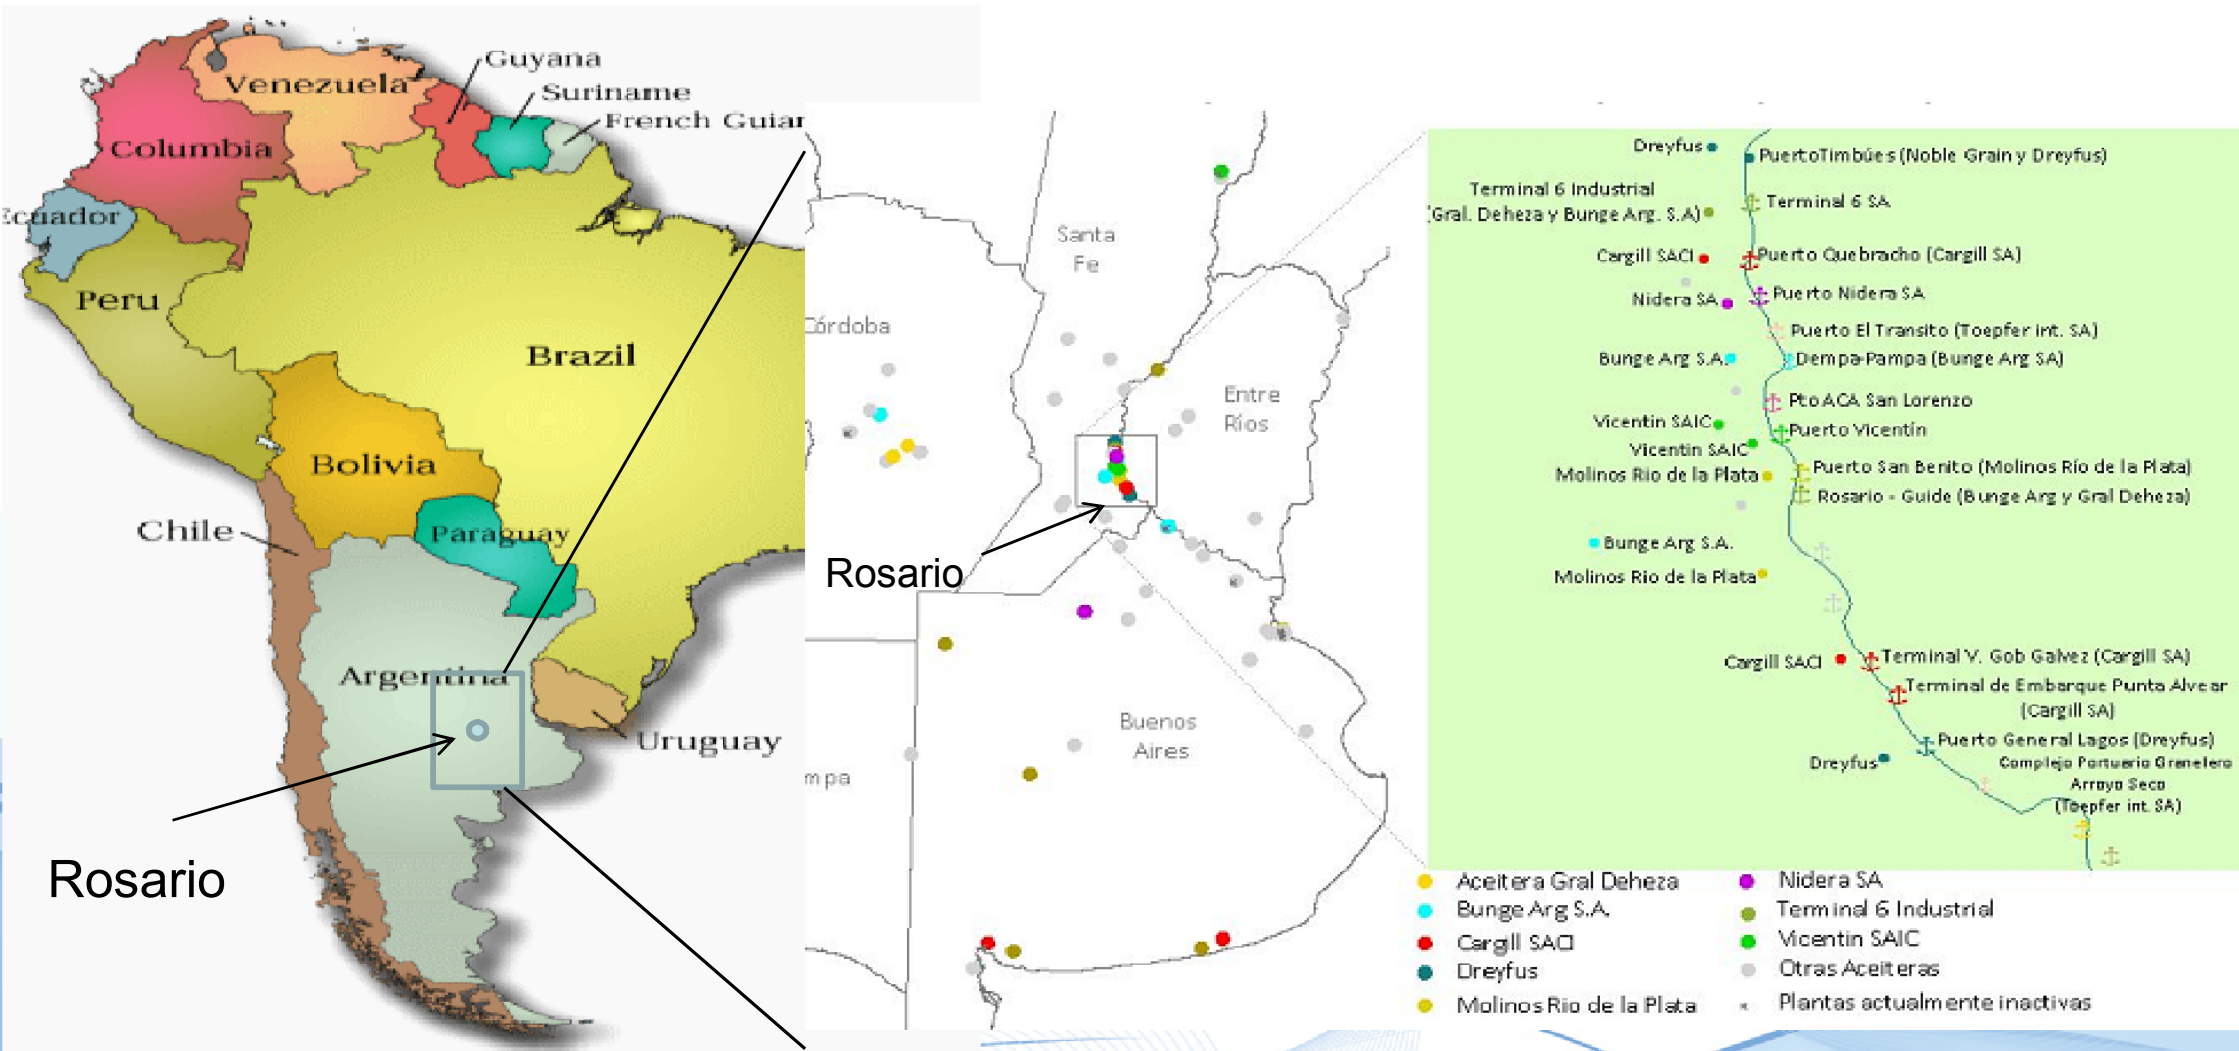 Guyana
Venezuela
Suriname
French Guiar
Columbia
Ecuador
Peru
Brazil
Bolivia
Chile
Paraguay
Argentina
Uruguay
Rosario
Santa
Fe
Córdoba
Entre
Ríos
Rosario
Buenos
Aires
mpa
Dreyfus
PuertoTimbúes (Noble Grain y Dreyfus)
Terminal 6 Industrial
(Gral. Deheza y Bunge Arg. S.A)
Terminal 6 SA
Cargill SACI
Puerto Quebracho (Cargill SA)
Nidera SA
Puerto Nidera SA
Puerto El Transito (Toepfer int. SA)
Bunge Arg S.A.
Dempa-Pampa (Bunge Arg SA)
Pto ACA San Lorenzo
Vicentin SAIC
Puerto Vicentín
Vicentin SAIC
Molinos Rio de la Plata
Puerto San Benito (Molinos Río de la Plata)
Rosario - Guide (Bunge Arg y Gral Deheza)
Bunge Arg S.A.
Molinos Rio de la Plata
Cargill SACI
Terminal V. Gob Galvez (Cargill SA)
Terminal de Embarque Punta Alvear
(Cargill SA)
Puerto General Lagos (Dreyfus)
Dreyfus
Complejo Portuario Granelero
Arroyo Seco
(Toepfer int. SA)
Aceitera Gral Deheza
Bunge Arg S.A.
Cargill SACI
Dreyfus
Molinos Rio de la Plata
Nidera SA
Terminal 6 Industrial
Vicentin SAIC
Otras Aceiteras
Plantas actualmente inactivas